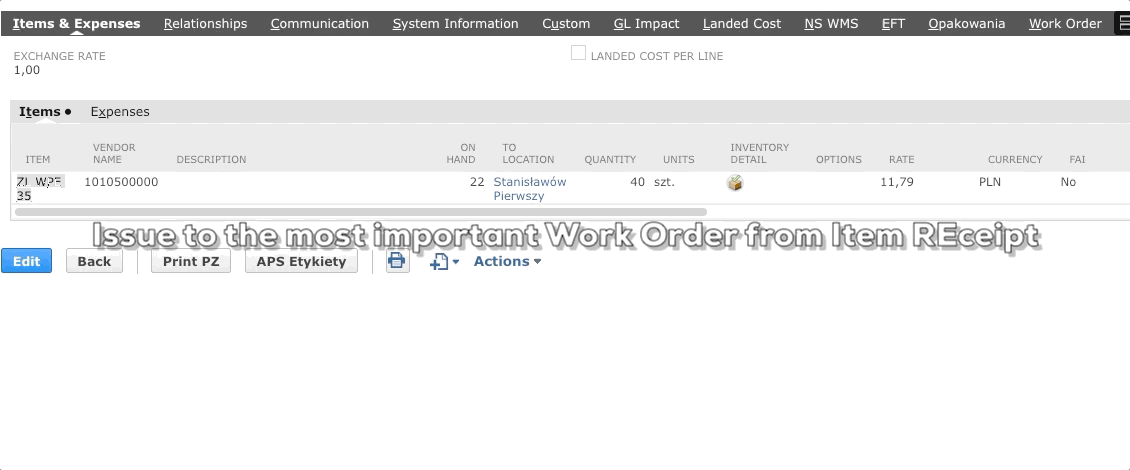 Items & Expenses Relationships Communication System Information Custom GL Impact Landed Cost NS WMS EFT Opakowania Work Order
EXCHANGE RATE
1,00
LANDED COST PER LINE
Items • Expenses
ITEM VENDOR NAME DESCRIPTION ON HAND TO LOCATION QUANTITY UNITS INVENTORY DETAIL OPTIONS RATE CURRENCY FAI
35 1010500000 22 Stanisławów Pierwszy 40 szt. 11,79 PLN No
Issue to the most important Work Order from Item REceipt
Edit Back Print PZ APS Etykiety Actions